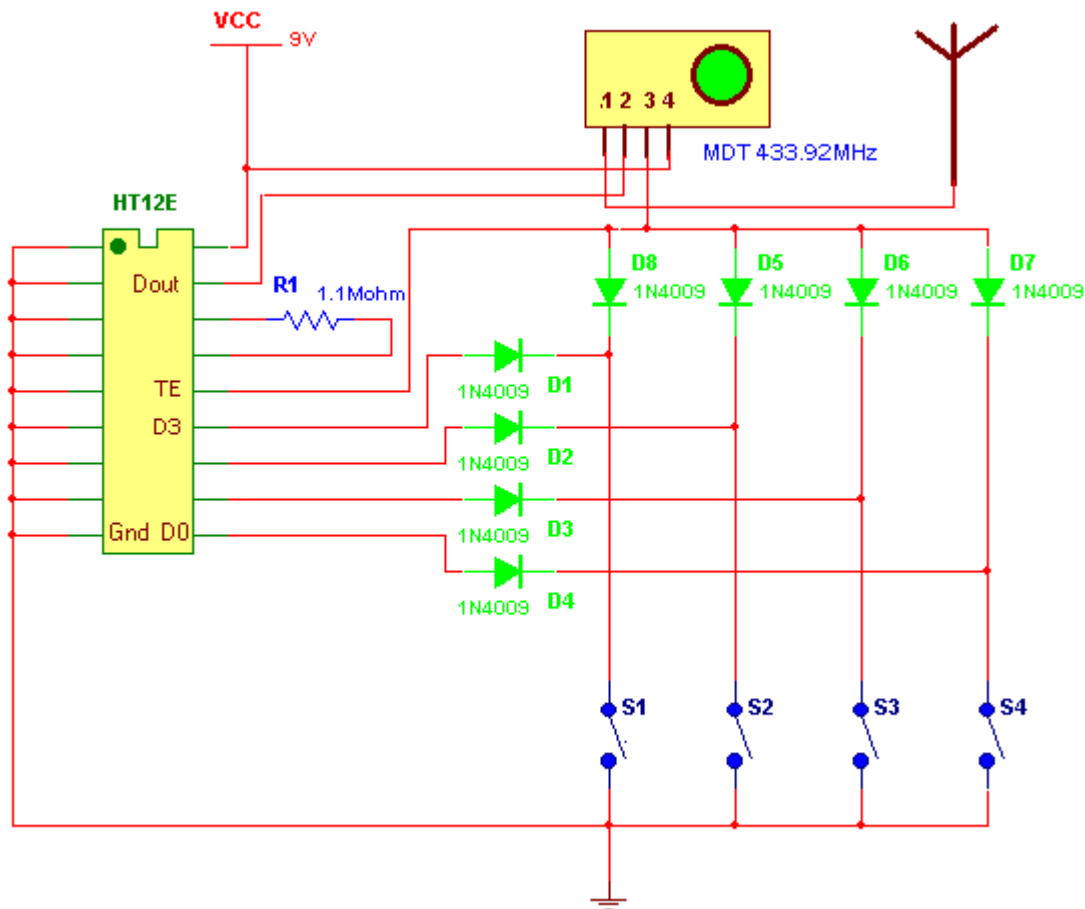 VCC
9V
.1 2 3 4
MDT 433.92MHz
HT12E
Dout
R1
1.1Mohm
D8
1N4009
D5
1N4009
D6
1N4009
D7
1N4009
TE
1N4009
D1
D3
1N4009
D2
1N4009
D3
Gnd D0
1N4009
D4
S1
S2
S3
S4